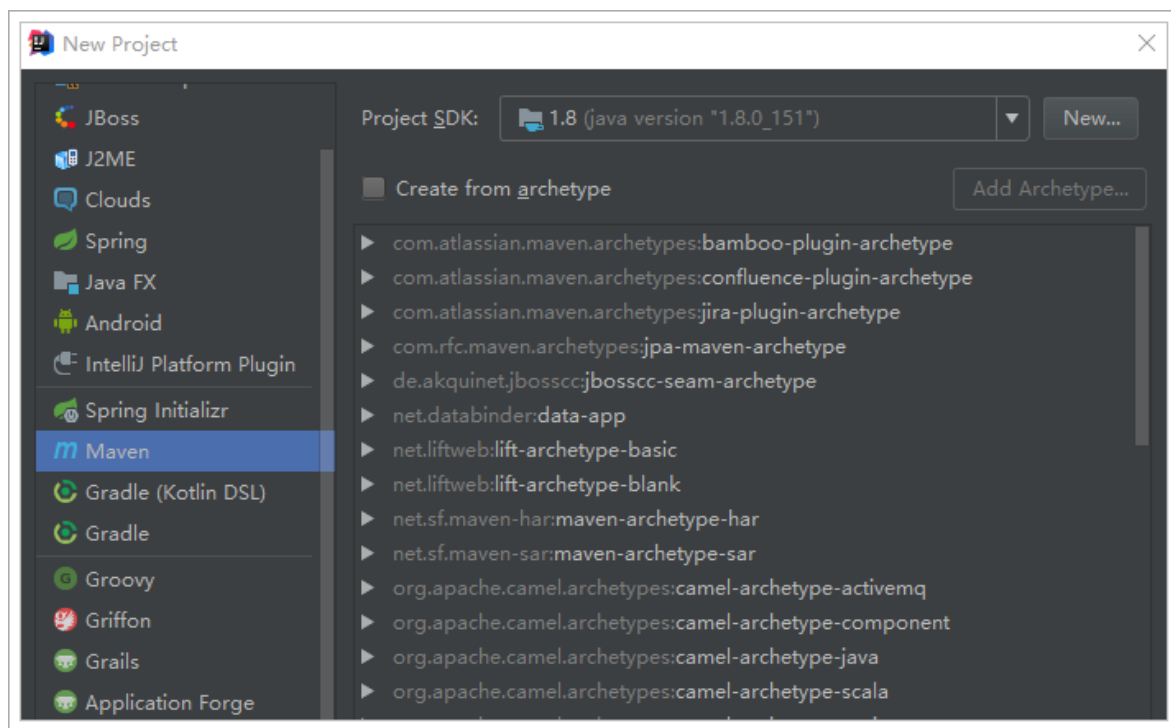 New Project
JBoss
J2ME
Clouds
Spring
Java FX
Android
IntelliJ Platform Plugin
Spring Initializr
Maven
Gradle (Kotlin DSL)
Gradle
Groovy
Griffon
Grails
Application Forge
Project SDK:
1.8 (java version "1.8.0_151")
New...
Create from archetype
Add Archetype...
com.atlassian.maven.archetypes:bamboo-plugin-archetype
com.atlassian.maven.archetypes:confluence-plugin-archetype
com.atlassian.maven.archetypes:jira-plugin-archetype
com.rfc.maven.archetypes:jpa-maven-archetype
de.akquinet.jbosscc:jbosscc-seam-archetype
net.databinder:data-app
net.liftweb:lift-archetype-basic
net.liftweb:lift-archetype-blank
net.sf.maven-har:maven-archetype-har
net.sf.maven-sar:maven-archetype-sar
org.apache.camel.archetypes:camel-archetype-activemq
org.apache.camel.archetypes:camel-archetype-component
org.apache.camel.archetypes:camel-archetype-java
org.apache.camel.archetypes:camel-archetype-scala